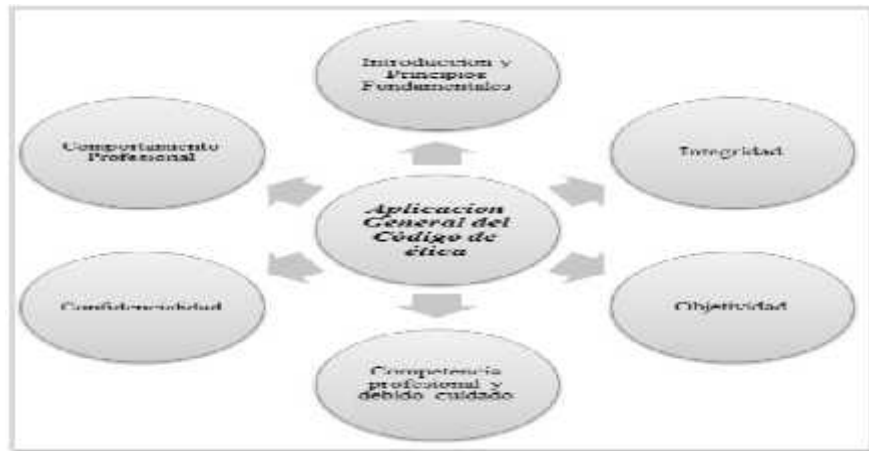 Introduccion y
Principios
Fundamentales
Comportamiento
Profesional
Integridad
Aplicacion
General del
Código de
ética
Confidencialidad
Objetividad
Competencia
profesional y
debido cuidado